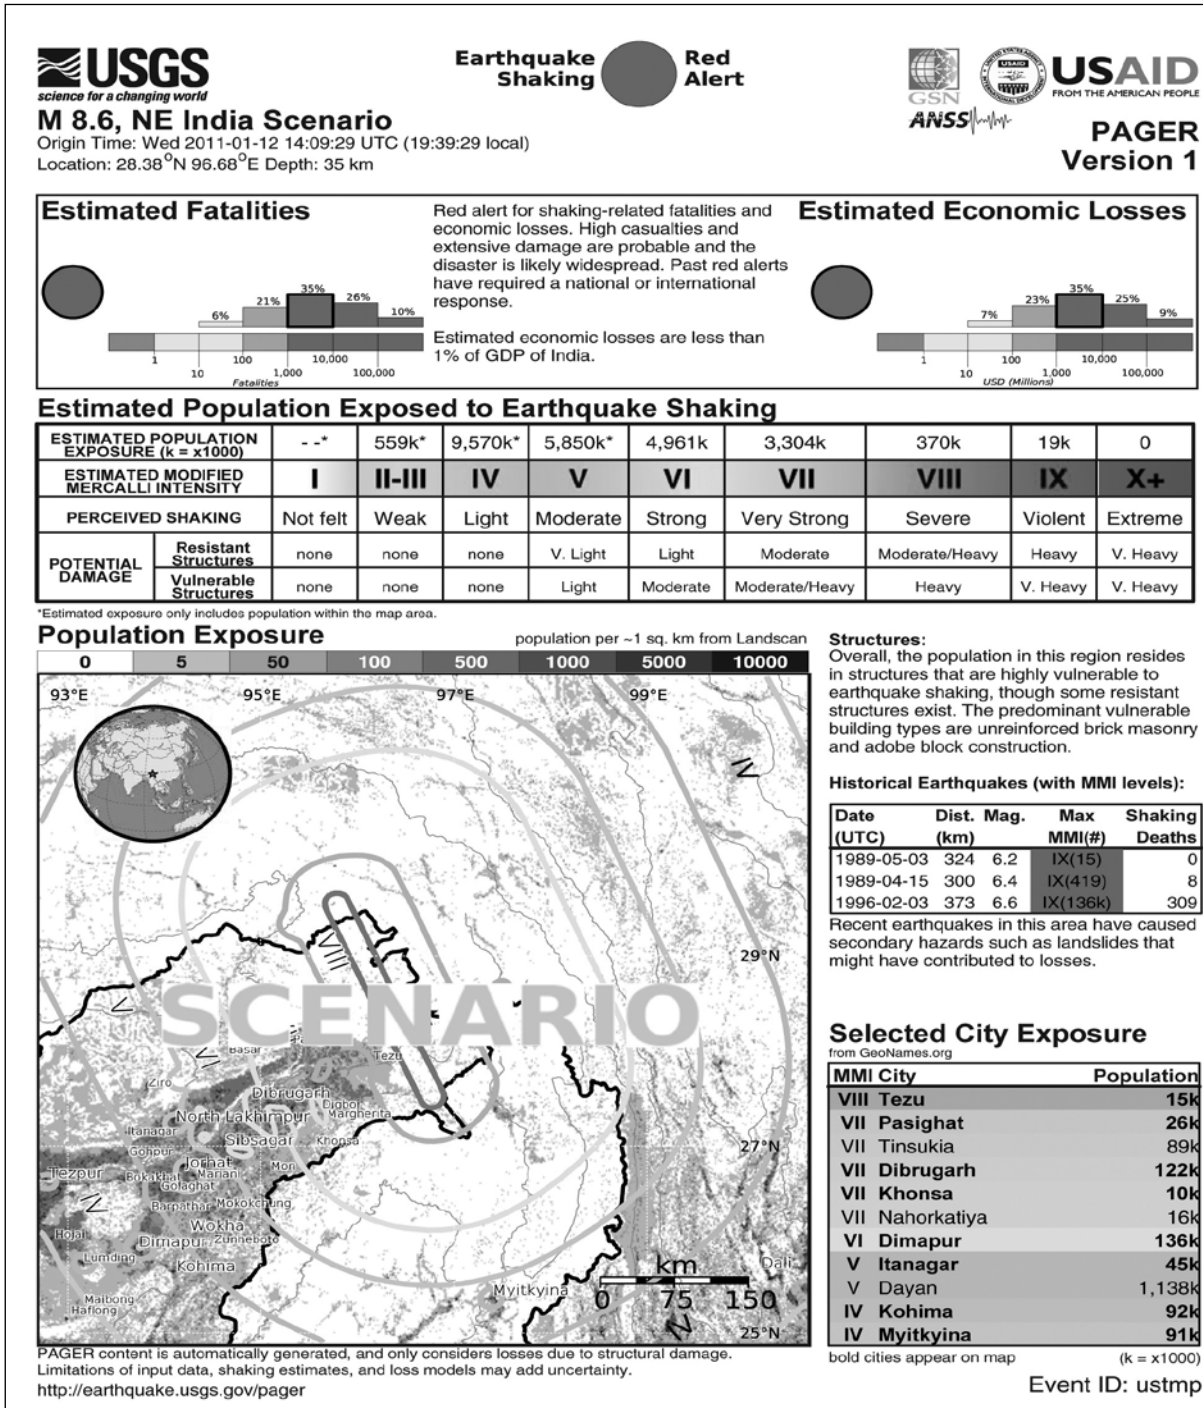 USGS
science for a changing world
Earthquake Red
Shaking Alert
GSN
USAID
USAID
FROM THE AMERICAN PEOPLE
ANSS
M 8.6, NE India Scenario
Origin Time: Wed 2011-01-12 14:09:29 UTC (19:39:29 local)
Location: 28.38°N 96.68°E Depth: 35 km
PAGER
Version 1
Estimated Fatalities
6% 21% 35% 26% 10%
1 100 10,000
10 1,000 100,000
Fatalities
Red alert for shaking-related fatalities and
economic losses. High casualties and
extensive damage are probable and the
disaster is likely widespread. Past red alerts
have required a national or international
response.
Estimated economic losses are less than
1% of GDP of India.
Estimated Economic Losses
7% 23% 35% 25% 9%
1 100 10,000
10 1,000 100,000
USD (Millions)
Estimated Population Exposed to Earthquake Shaking
ESTIMATED POPULATION
EXPOSURE (k = x1000) - -* 559k* 9,570k* 5,850k* 4,961k 3,304k 370k 19k 0
ESTIMATED MODIFIED
MERCALLI INTENSITY I II-III IV V VI VII VIII IX X+
PERCEIVED SHAKING Not felt Weak Light Moderate Strong Very Strong Severe Violent Extreme
POTENTIAL
DAMAGE
Resistant
Structures none none none V. Light Light Moderate Moderate/Heavy Heavy V. Heavy
Vulnerable
Structures none none none Light Moderate Moderate/Heavy Heavy V. Heavy V. Heavy
*Estimated exposure only includes population within the map area.
Population Exposure
population per ~1 sq. km from Landscan
0 5 50 100 500 1000 5000 10000
93°E 95°E 97°E 99°E
IV
VIII
29°N
V
SCENARIO
Basar
Tezu
Ziro
Dibrugarh
Digboi
North Lakhimpur
Margherita
Itanagar
Sibsagar
Khonsa
Gohpur
27°N
Jorhat
Mon
Tezpur
Bokakhat
Mariani
Golaghat
Barpathar
Mokokchung
Wokha
Hojai
Dimapur
Zunneboto
Lumding
Kohima
Myitkyina
Dali
Maibong
Haflong
km
0 75 150
25°N
PAGER content is automatically generated, and only considers losses due to structural damage.
Limitations of input data, shaking estimates, and loss models may add uncertainty.
http://earthquake.usgs.gov/pager
Structures:
Overall, the population in this region resides
in structures that are highly vulnerable to
earthquake shaking, though some resistant
structures exist. The predominant vulnerable
building types are unreinforced brick masonry
and adobe block construction.
Historical Earthquakes (with MMI levels):
Date Dist. Mag. Max Shaking
(UTC) (km) MMI(#) Deaths
1989-05-03 324 6.2 IX(15) 0
1989-04-15 300 6.4 IX(419) 8
1996-02-03 373 6.6 IX(136k) 309
Recent earthquakes in this area have caused
secondary hazards such as landslides that
might have contributed to losses.
Selected City Exposure
from GeoNames.org
MMI City Population
VIII Tezu 15k
VII Pasighat 26k
VII Tinsukia 89k
VII Dibrugarh 122k
VII Khonsa 10k
VII Nahorkatiya 16k
VI Dimapur 136k
V Itanagar 45k
V Dayan 1,138k
IV Kohima 92k
IV Myitkyina 91k
bold cities appear on map (k = x1000)
Event ID: ustmp